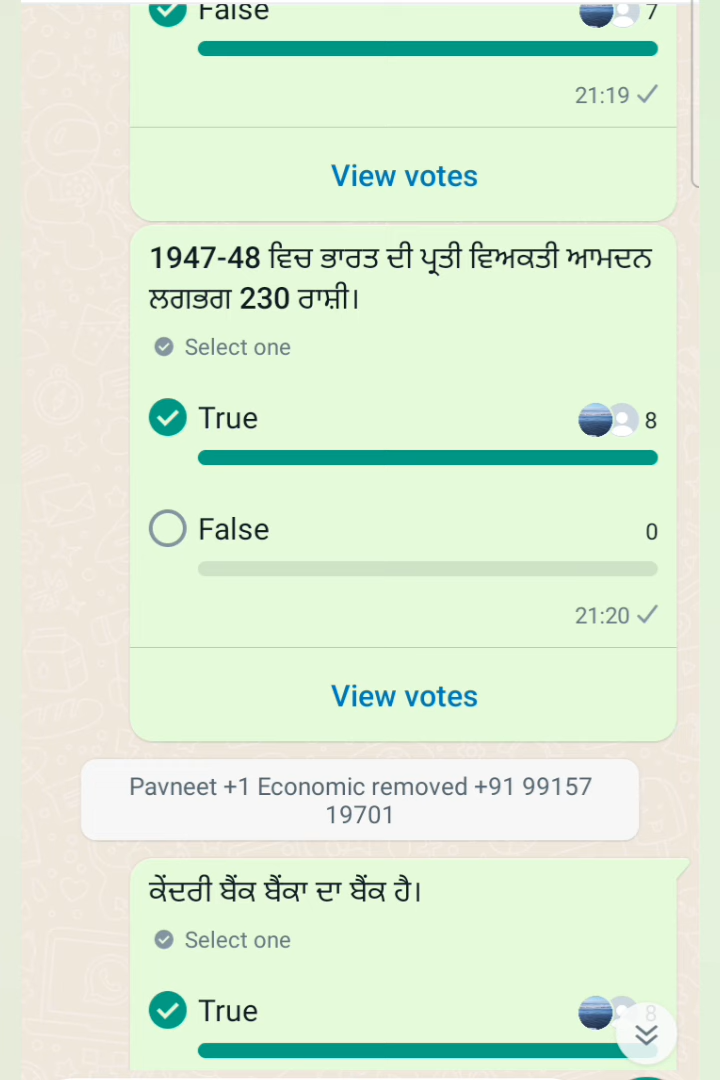 False
7
21:19
View votes
1947-48 ਵਿਚ ਭਾਰਤ ਦੀ ਪ੍ਰਤੀ ਵਿਅਕਤੀ ਆਮਦਨ
ਲਗਭਗ 230 ਰਾਸ਼ੀ।
Select one
True
8
False
0
21:20
View votes
Pavneet +1 Economic removed +91 99157
19701
ਕੇਂਦਰੀ ਬੈਂਕ ਬੈਂਕਾ ਦਾ ਬੈਂਕ ਹੈ।
Select one
True
8